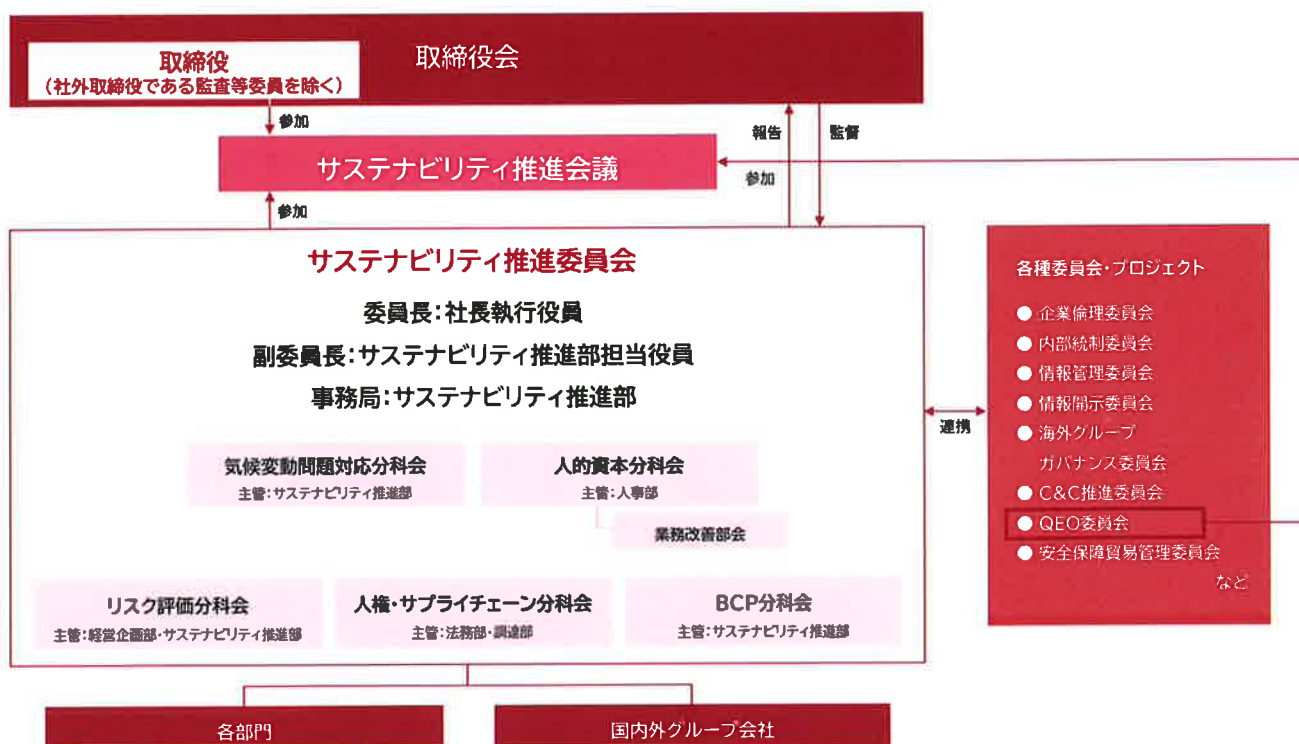 取締役会
取締役
(社外取締役である監査等委員を除く)
参加
報告
監督
サステナビリティ推進会議
参加
参加
サステナビリティ推進委員会
委員長:社長執行役員
副委員長:サステナビリティ推進部担当役員
事務局:サステナビリティ推進部
気候変動問題対応分科会
主管:サステナビリティ推進部
人的資本分科会
主管:人事部
業務改善部会
リスク評価分科会
主管:経営企画部・サステナビリティ推進部
人権・サプライチェーン分科会
主管:法務部・調達部
BCP分科会
主管:サステナビリティ推進部
連携
各種委員会・プロジェクト
● 企業倫理委員会
● 内部統制委員会
● 情報管理委員会
● 情報開示委員会
● 海外グループ
ガバナンス委員会
● C&C推進委員会
● QEO委員会
● 安全保障貿易管理委員会
など
各部門
国内外グループ会社